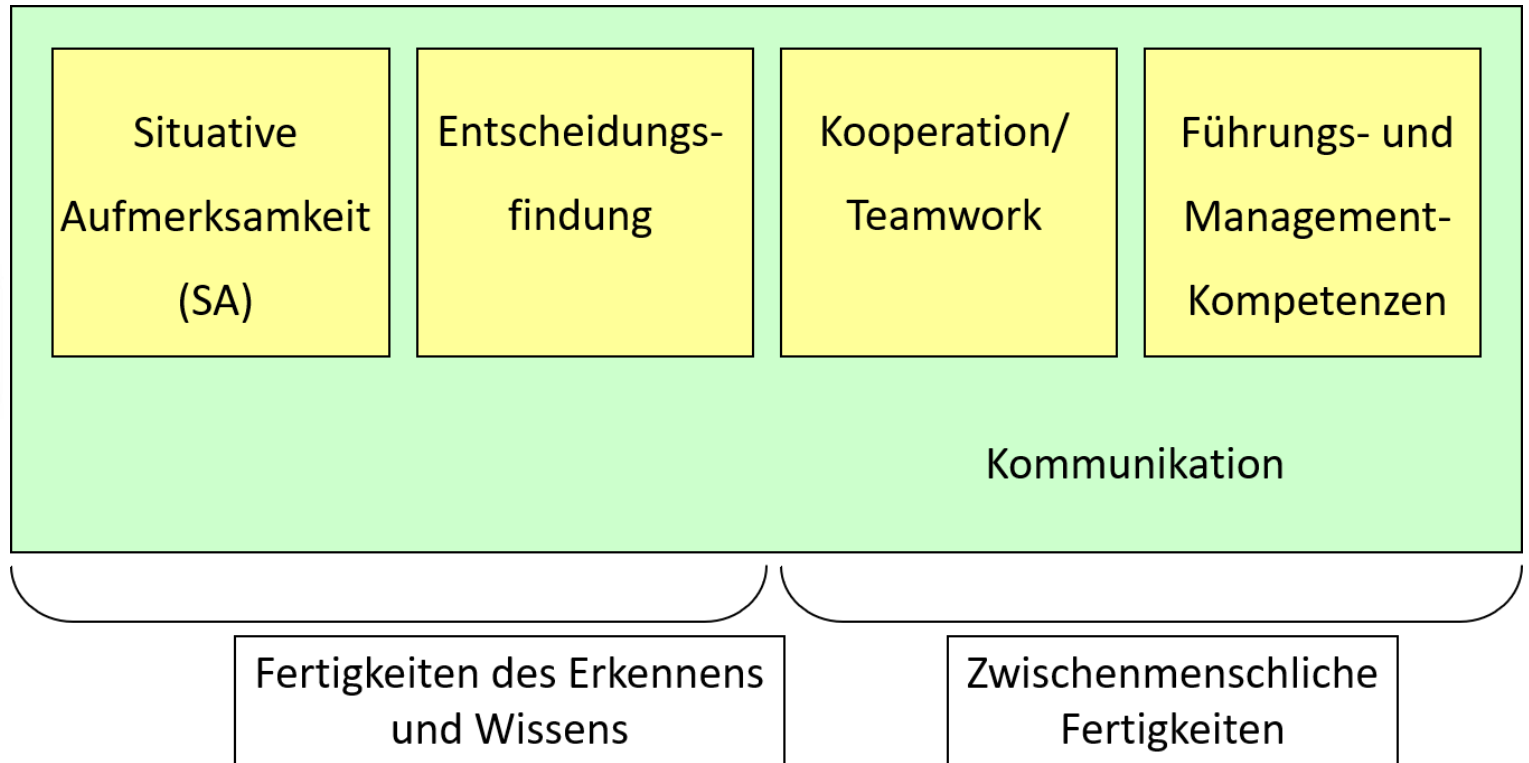 Situative
Aufmerksamkeit
(SA)
Entscheidungs-
findung
Kooperation/
Teamwork
Führungs- und
Management-
Kompetenzen
Kommunikation
Fertigkeiten des Erkennens
und Wissens
Zwischenmenschliche
Fertigkeiten